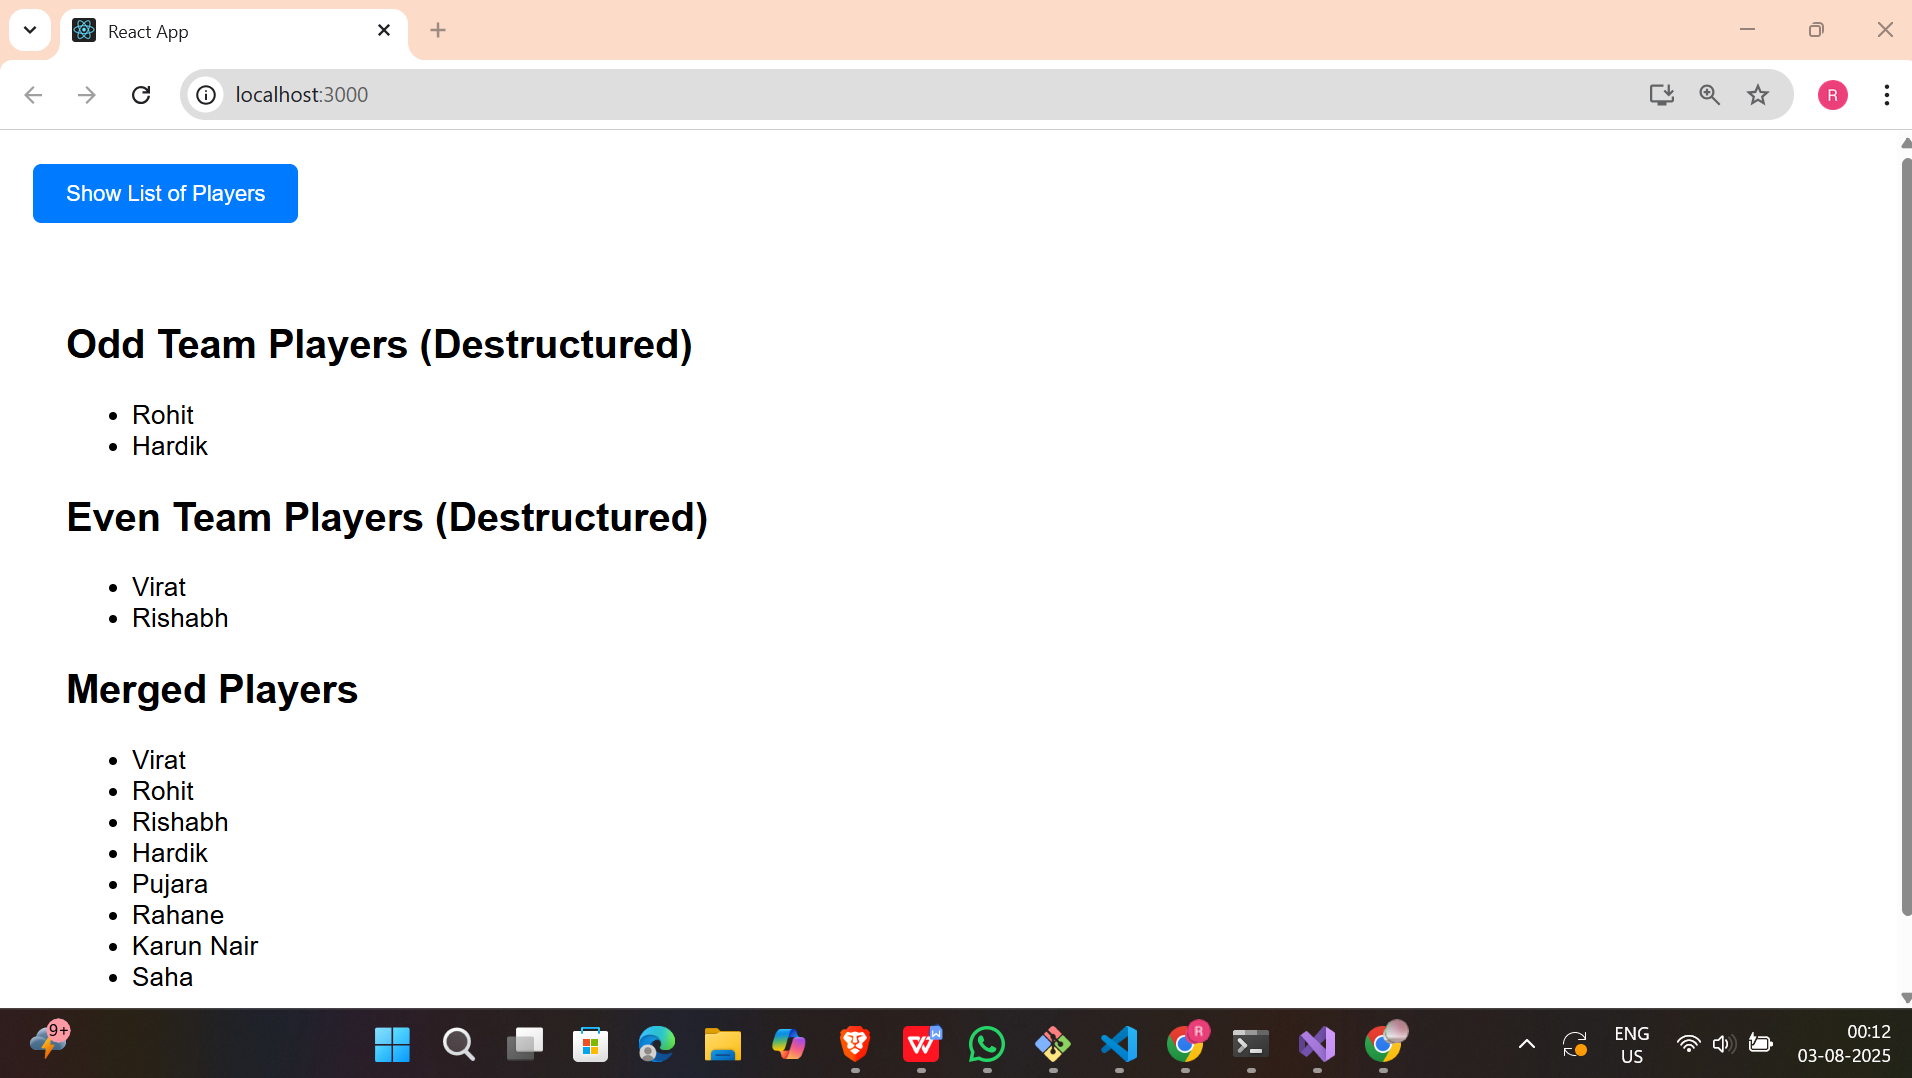 React App
localhost:3000
R
Show List of Players
Odd Team Players (Destructured)
• Rohit
• Hardik
Even Team Players (Destructured)
• Virat
• Rishabh
Merged Players
• Virat
• Rohit
• Rishabh
• Hardik
• Pujara
• Rahane
• Karun Nair
• Saha
9+
W
W
R
ENG
US
00:12
03-08-2025